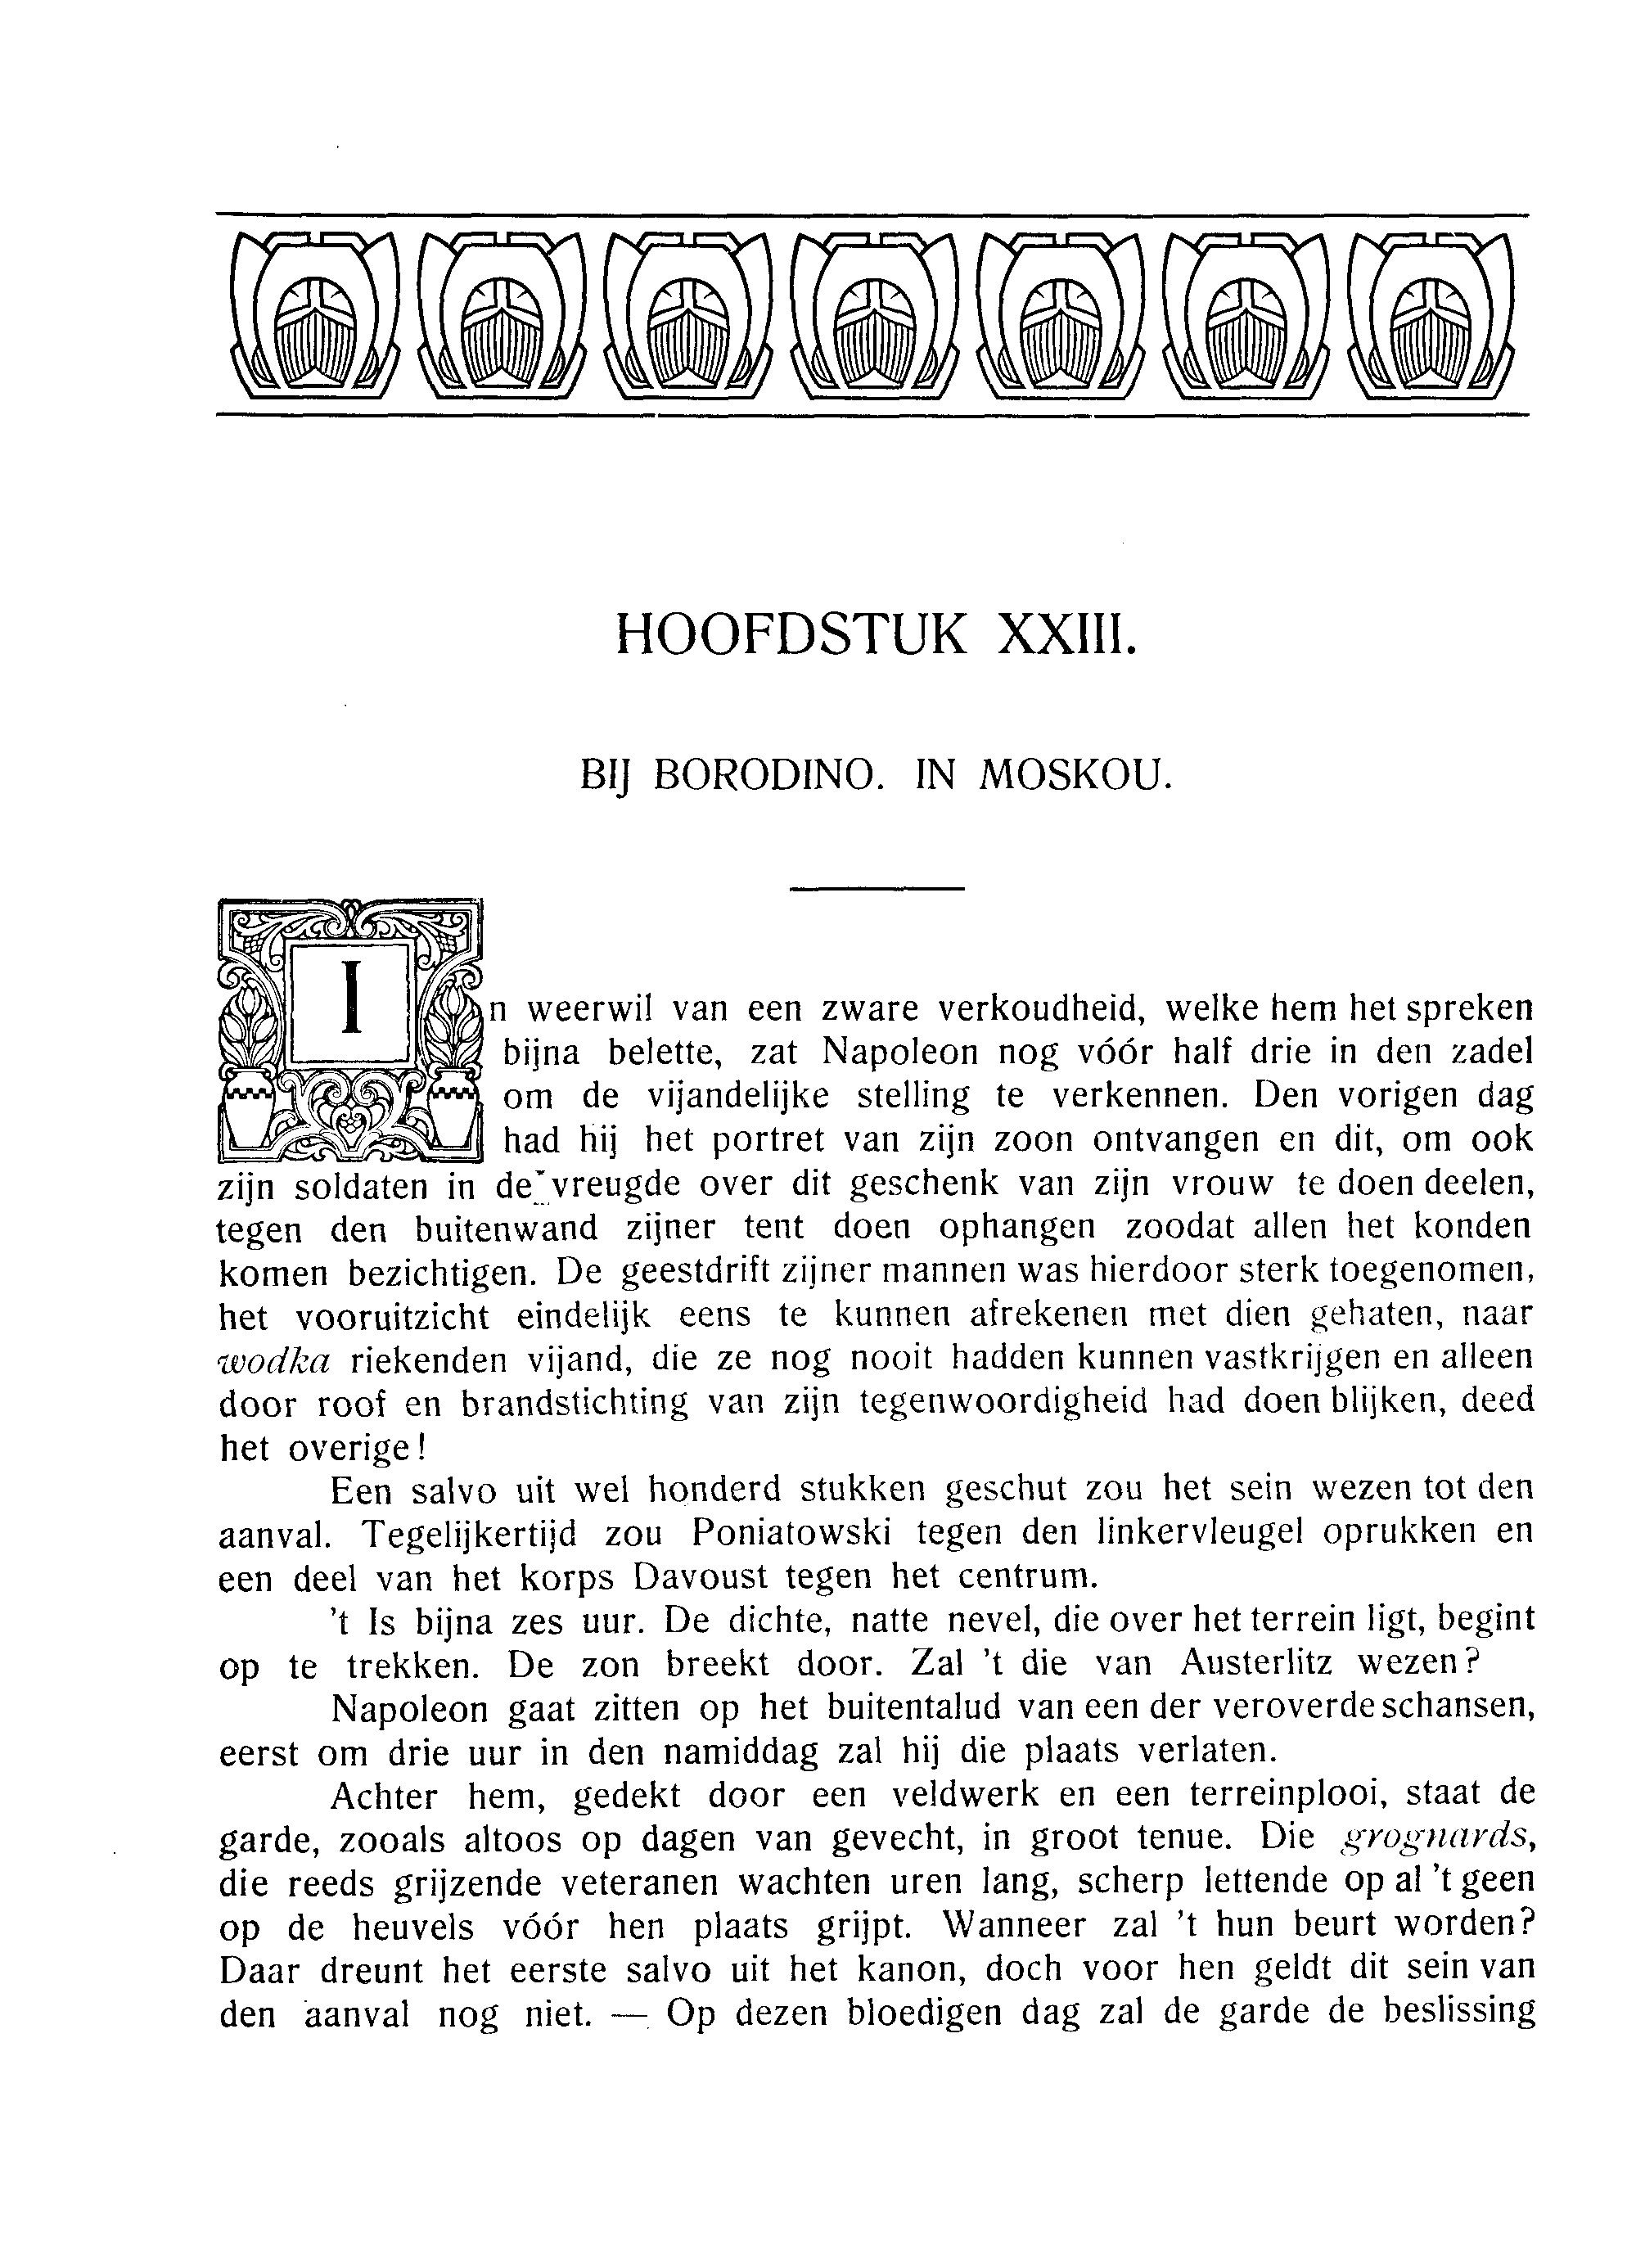 HOOFDSTUK XXIII.
BIJ BORODINO. IN MOSKOU.
In weerwil van een zware verkoudheid, welke hem het spreken
bijna belette, zat Napoleon nog vóór half drie in den zadel
om de vijandelijke stelling te verkennen. Den vorigen dag
had hij het portret van zijn zoon ontvangen en dit, om ook
zijn soldaten in de vreugde over dit geschenk van zijn vrouw te doen deelen,
tegen den buitenwand zijner tent doen ophangen zoodat allen het konden
komen bezichtigen. De geestdrift zijner mannen was hierdoor sterk toegenomen,
het vooruitzicht eindelijk eens te kunnen afrekenen met dien gehaten, naar
wodka riekenden vijand, die ze nog nooit hadden kunnen vastkrijgen en alleen
door roof en brandstichting van zijn tegenwoordigheid had doen blijken, deed
het overige!
Een salvo uit wel honderd stukken geschut zou het sein wezen tot den
aanval. Tegelijkertijd zou Poniatowski tegen den linkervleugel oprukken en
een deel van het korps Davoust tegen het centrum.
't Is bijna zes uur. De dichte, natte nevel, die over het terrein ligt, begint
op te trekken. De zon breekt door. Zal 't die van Austerlitz wezen?
Napoleon gaat zitten op het buitentalud van een der veroverde schansen,
eerst om drie uur in den namiddag zal hij die plaats verlaten.
Achter hem, gedekt door een veldwerk en een terreinplooi, staat de
garde, zooals altoos op dagen van gevecht, in groot tenue. Die grognards,
die reeds grijzende veteranen wachten uren lang, scherp lettende op al 't geen
op de heuvels vóór hen plaats grijpt. Wanneer zal 't hun beurt worden?
Daar dreunt het eerste salvo uit het kanon, doch voor hen geldt dit sein van
den aanval nog niet. — Op dezen bloedigen dag zal de garde de beslissing